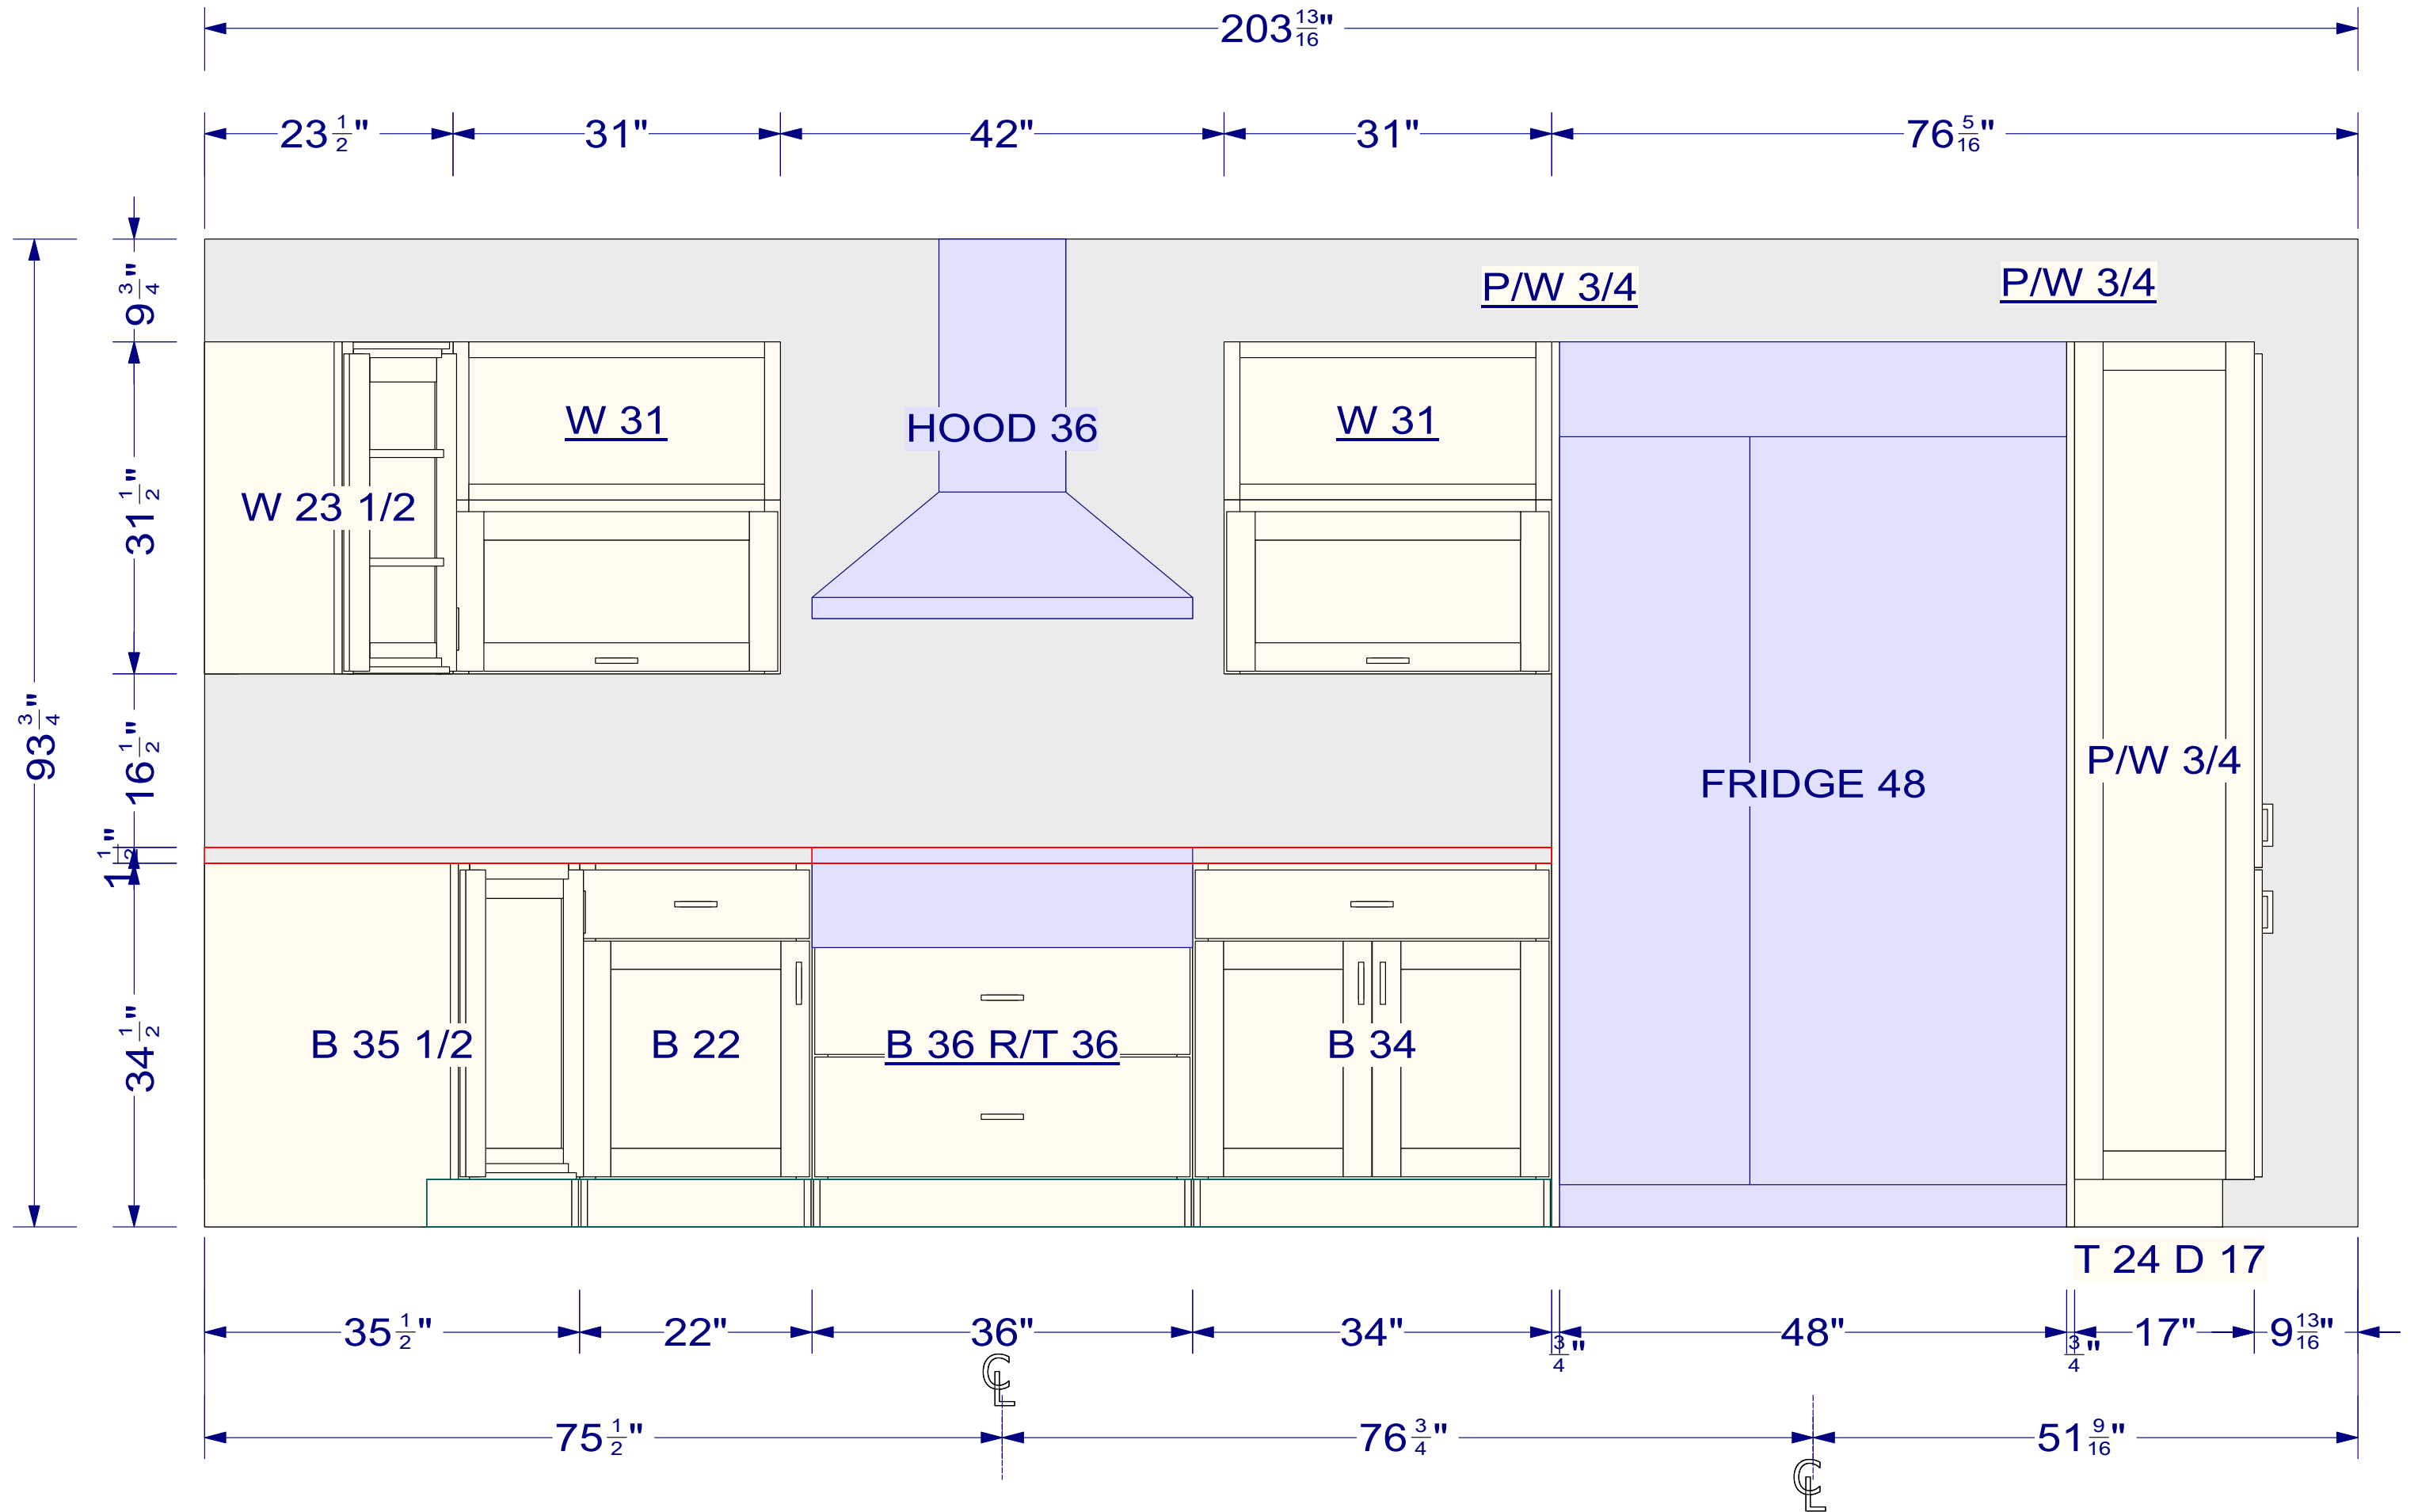 203 13/16"
23 1/2" 31" 42" 31" 76 5/16"
9 3/4"
31 1/2"
16 1/2"
1 1/2"
34 1/2"
93 3/4"
P/W 3/4
P/W 3/4
W 31
HOOD 36
W 31
W 23 1/2
FRIDGE 48
P/W 3/4
B 35 1/2
B 22
B 36 R/T 36
B 34
T 24 D 17
35 1/2" 22" 36" 34" 3/4" 48" 3/4" 17" 9 13/16"
CL
75 1/2" 76 3/4" 51 9/16"
CL